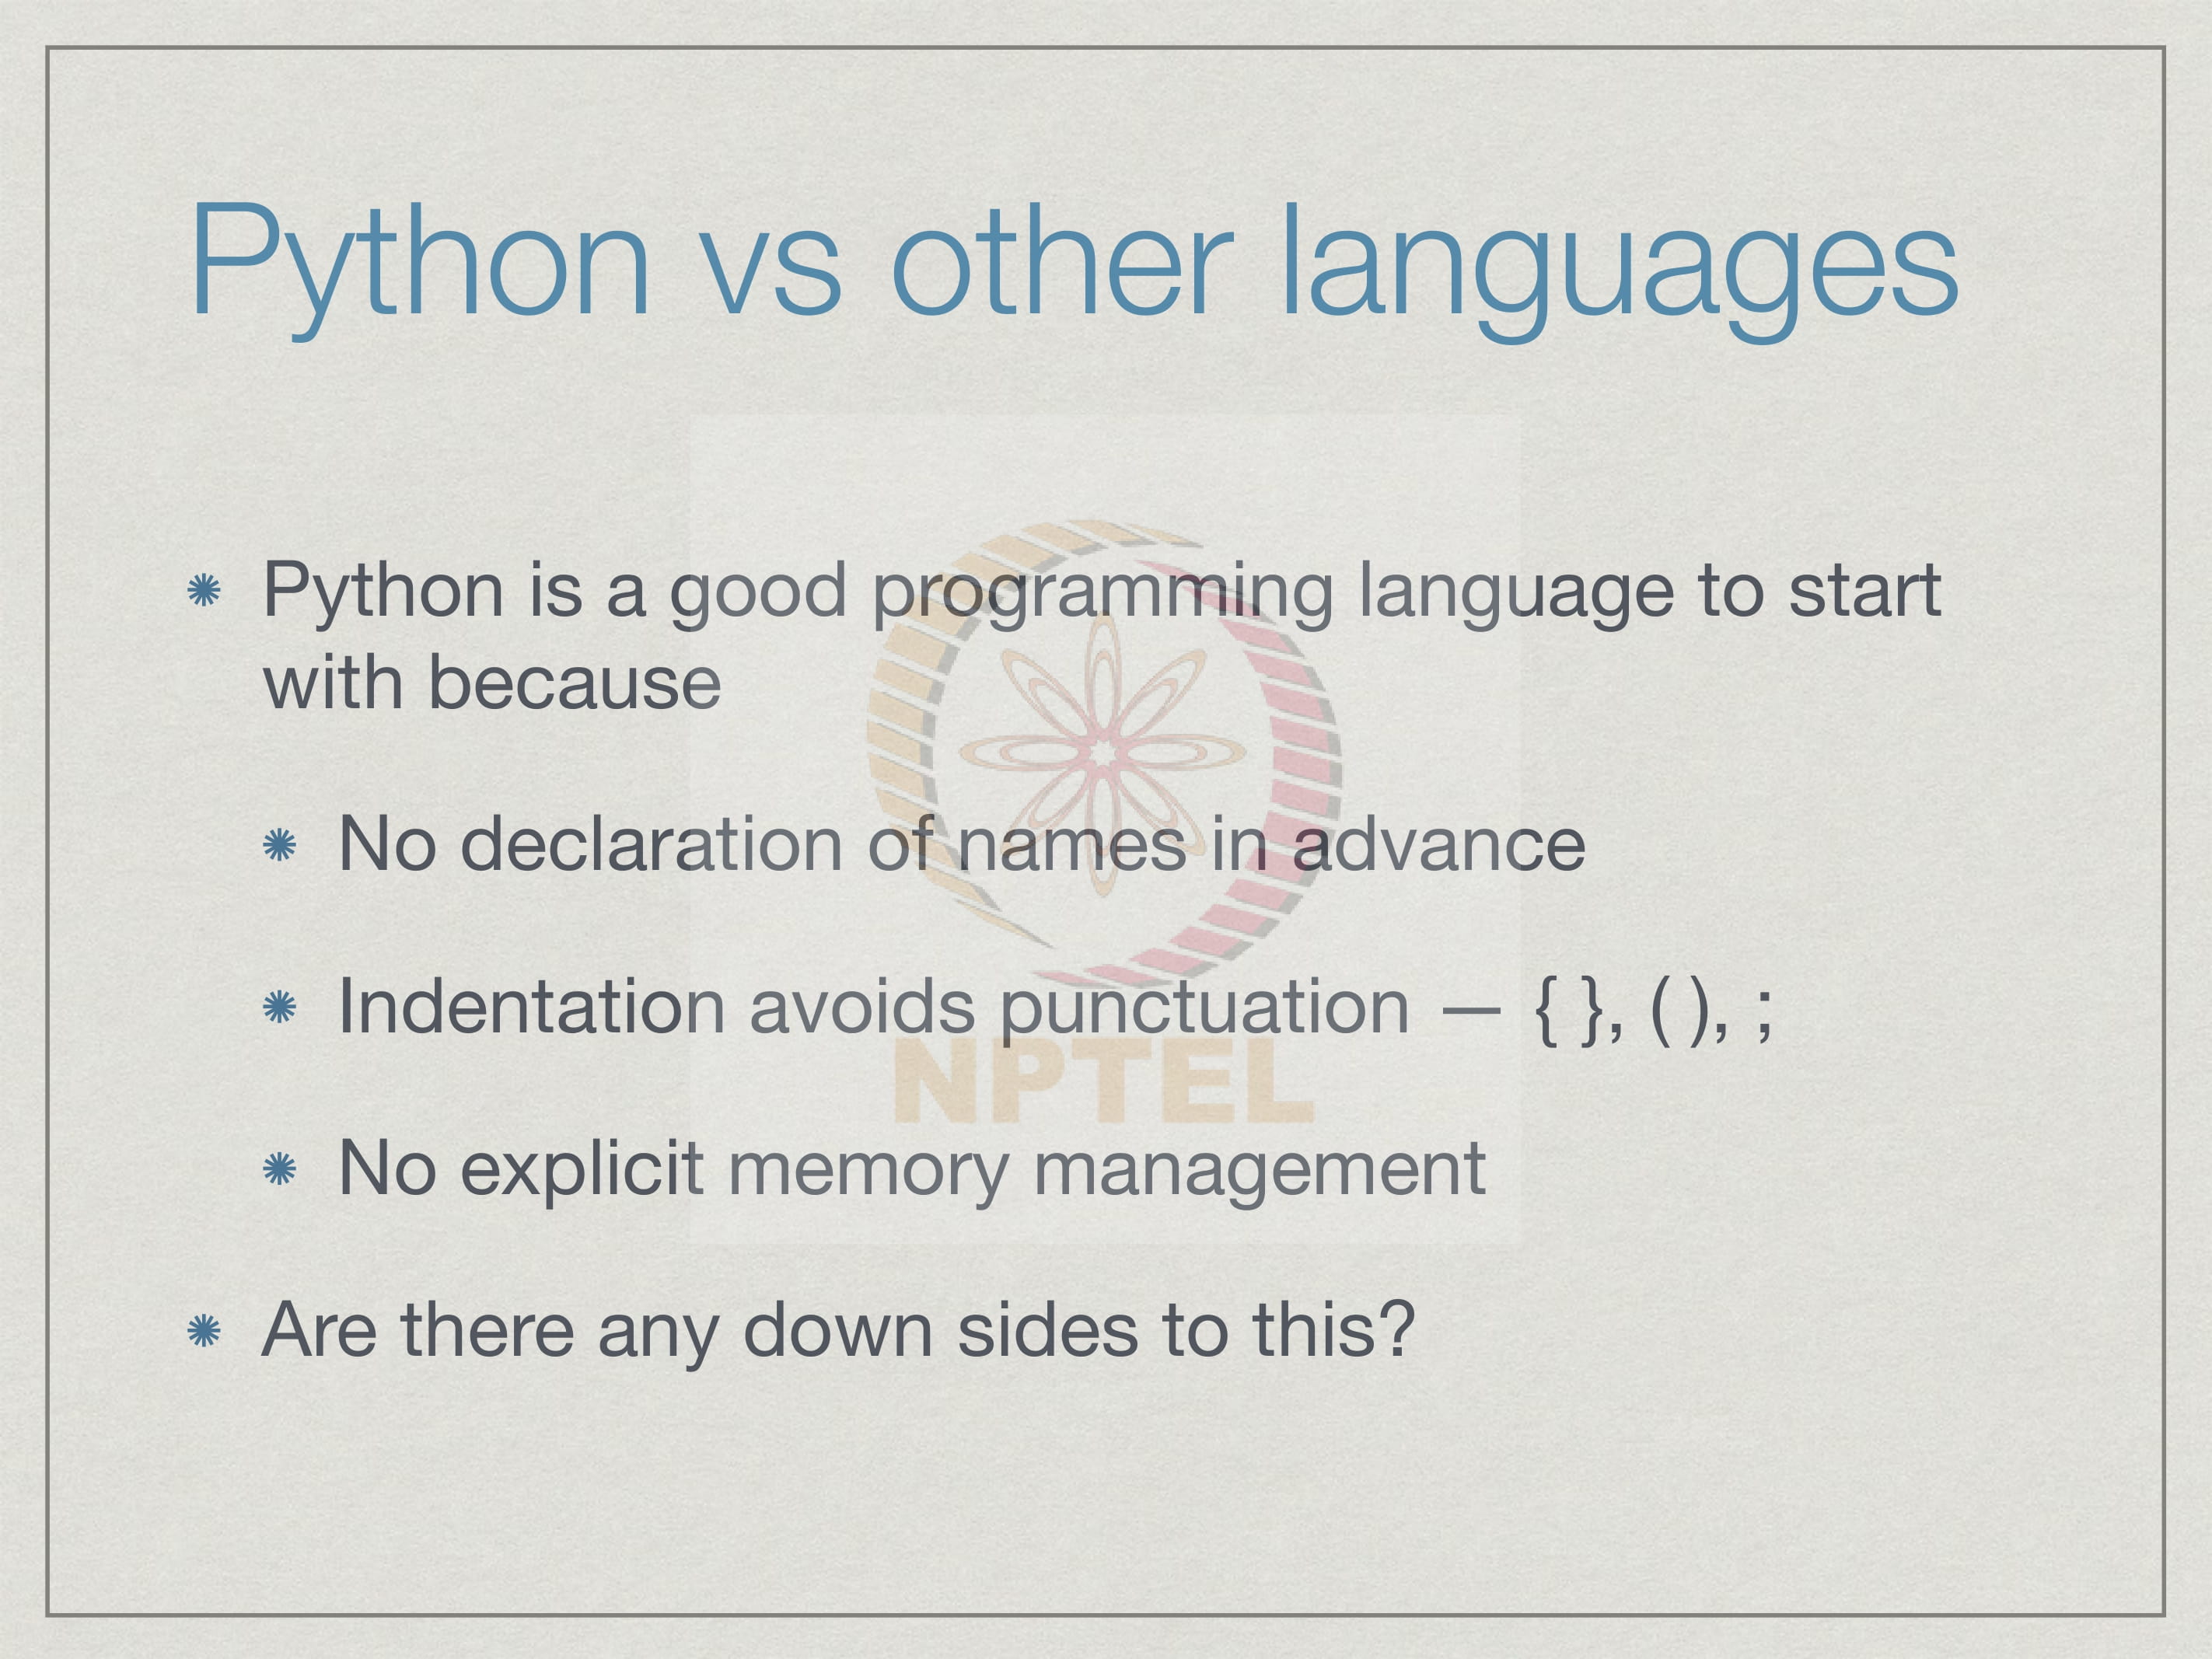 Python vs other languages
Python is a good programming language to start
with because
No declaration of names in advance
Indentation avoids punctuation — { }, ( ), ;
NPTEL
No explicit memory management
Are there any down sides to this?